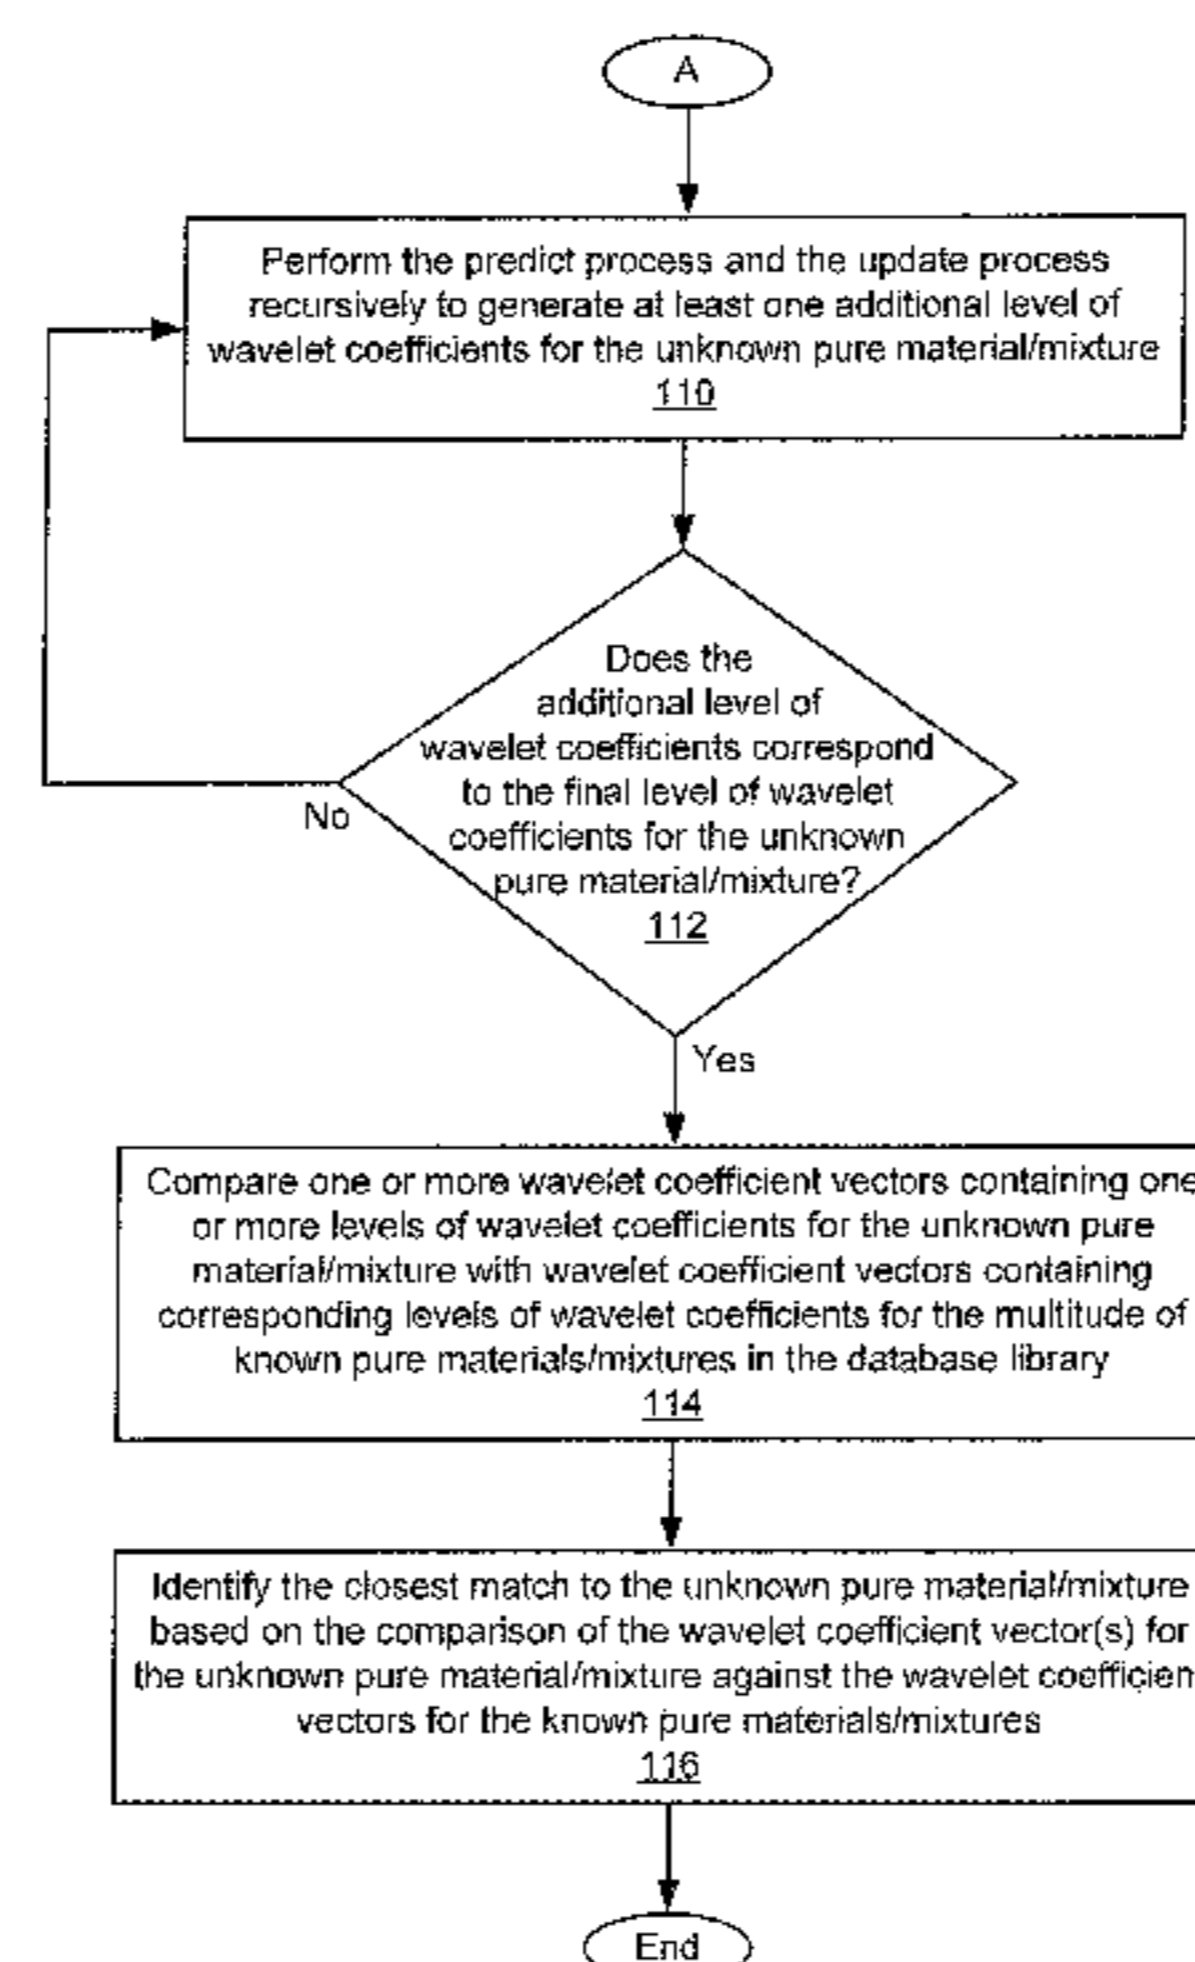 A
Perform the predict process and the update process
recursively to generate at least one additional level of
wavelet coefficients for the unknown pure material/mixture
110
Does the
additional level of
wavelet coefficients correspond
to the final level of wavelet
coefficients for the unknown
pure material/mixture?
112
No
Yes
Compare one or more wavelet coefficient vectors containing one
or more levels of wavelet coefficients for the unknown pure
material/mixture with wavelet coefficient vectors containing
corresponding levels of wavelet coefficients for the multitude of
known pure materials/mixtures in the database library
114
Identify the closest match to the unknown pure material/mixture
based on the comparison of the wavelet coefficient vector(s) for
the unknown pure material/mixture against the wavelet coefficien
vectors for the known pure materials/mixtures
116
End